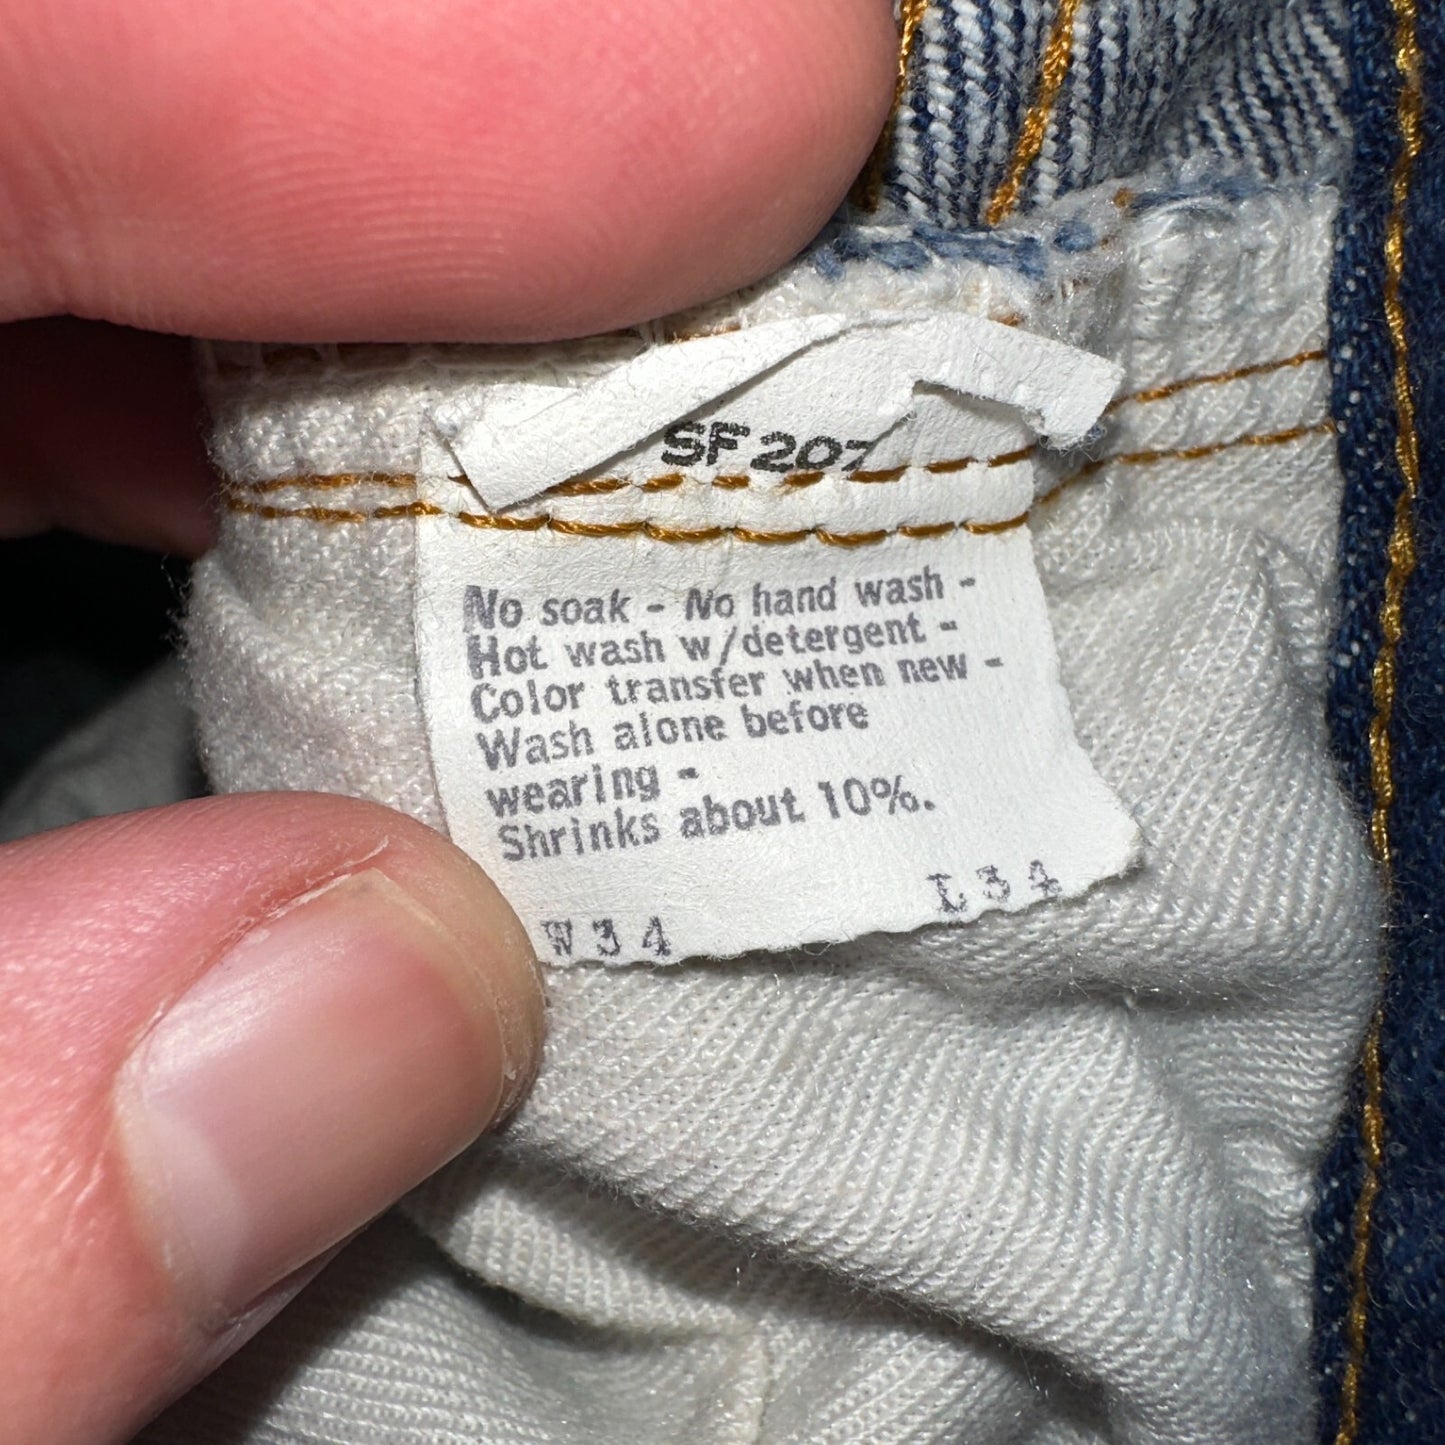 SF 207
No soak - No hand wash -
Hot wash w/detergent -
Color transfer when new -
Wash alone before
wearing -
Shrinks about 10%.
W34 L34